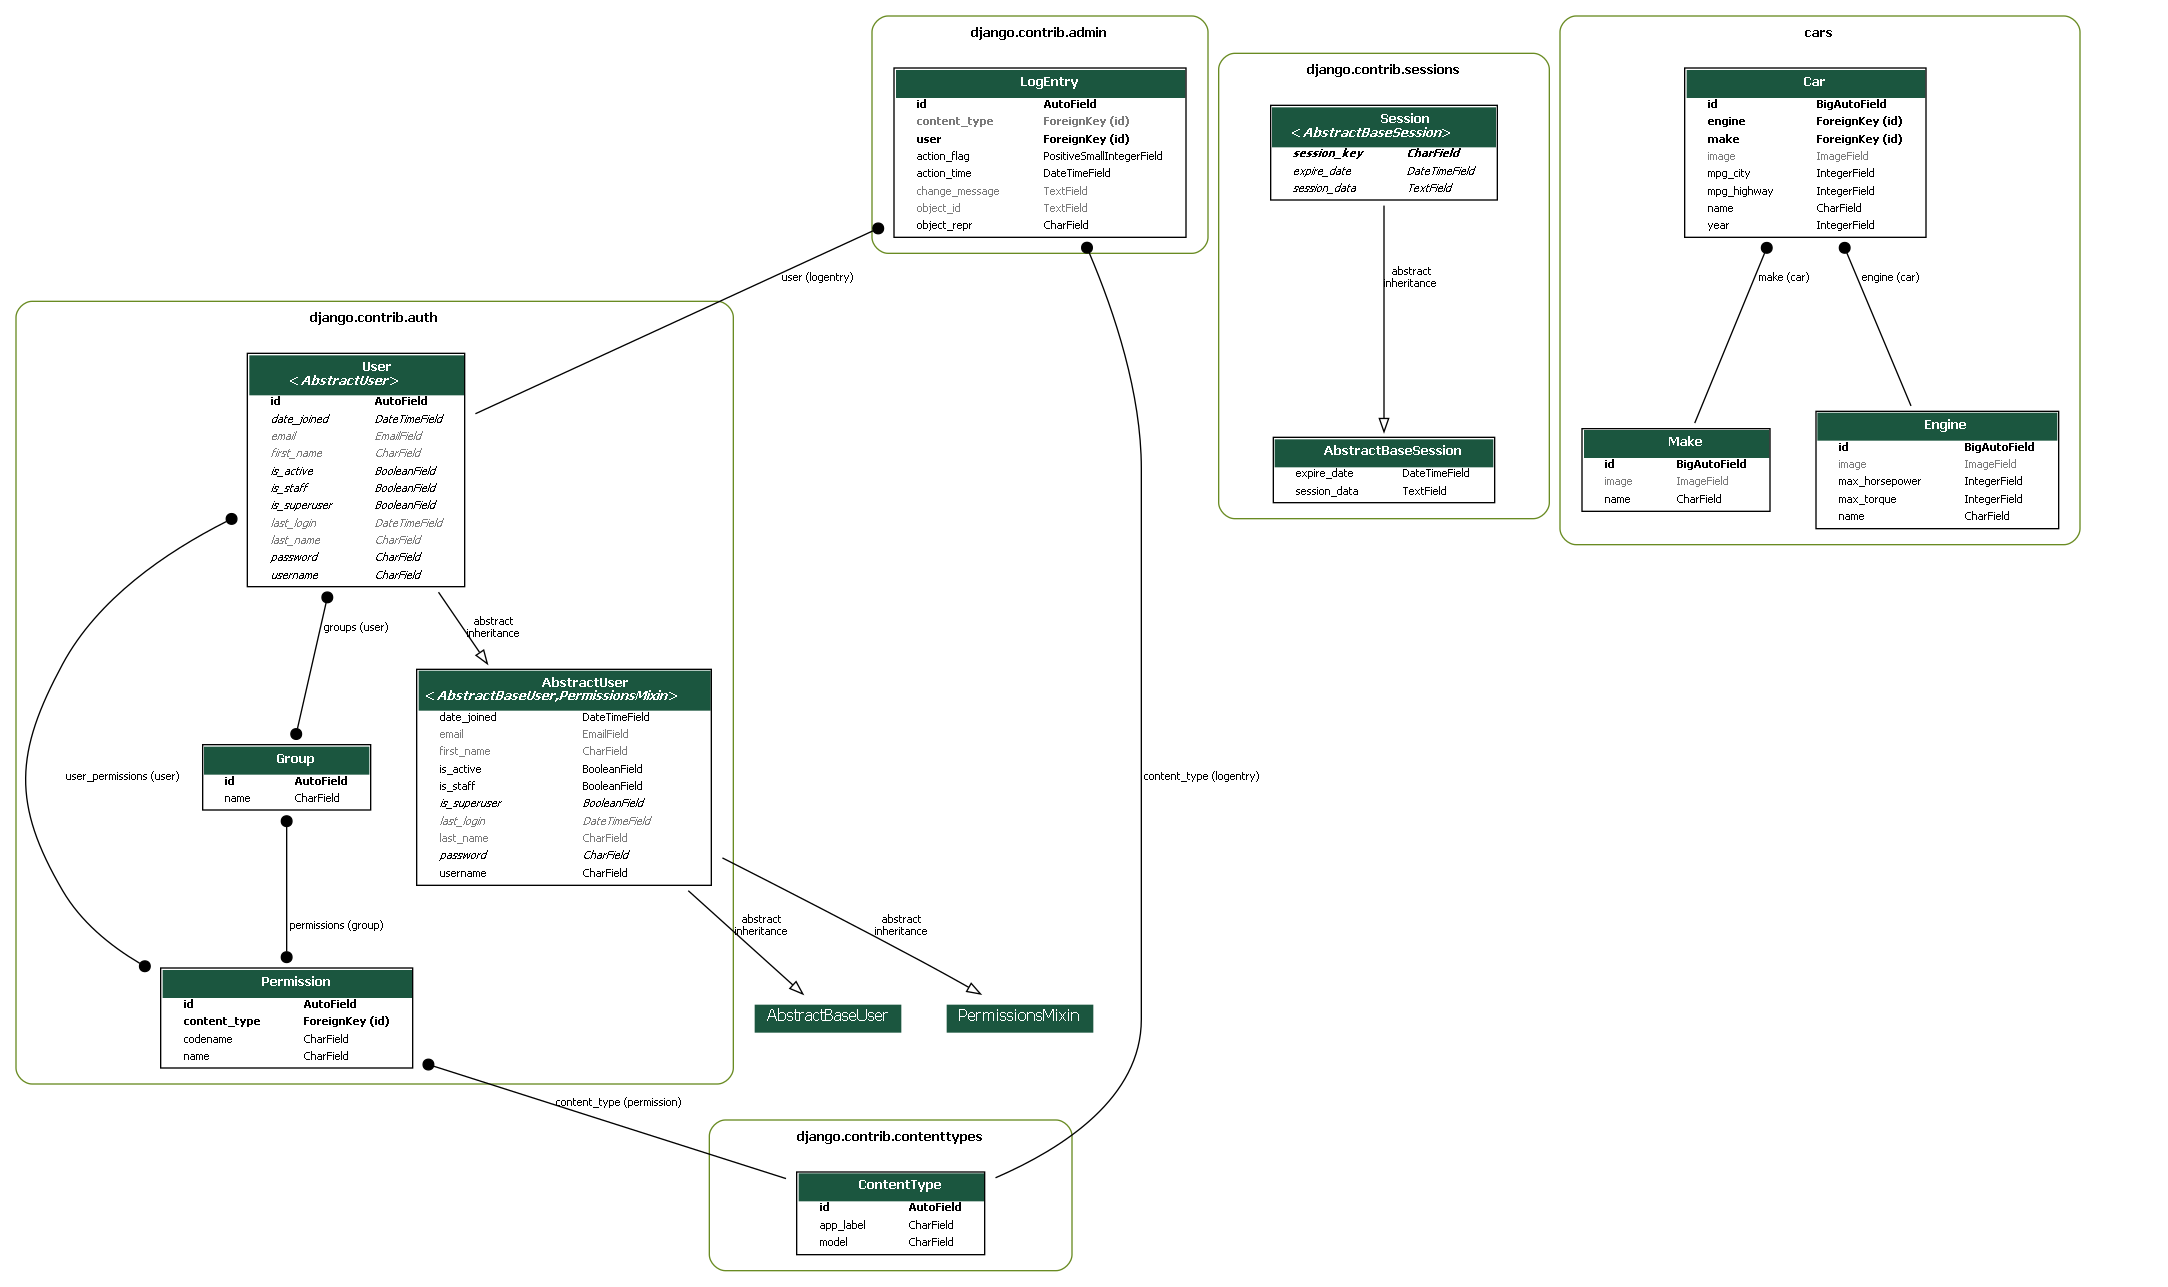 django.contrib.admin
LogEntry
id AutoField
content_type ForeignKey (id)
user ForeignKey (id)
action_flag PositiveSmallIntegerField
action_time DateTimeField
change_message TextField
object_id TextField
object_repr CharField
django.contrib.sessions
Session
<AbstractBaseSession>
session_key CharField
expire_date DateTimeField
session_data TextField
abstract
inheritance
AbstractBaseSession
expire_date DateTimeField
session_data TextField
cars
Car
id BigAutoField
engine ForeignKey (id)
make ForeignKey (id)
image ImageField
mpg_city IntegerField
mpg_highway IntegerField
name CharField
year IntegerField
make (car)
engine (car)
Make
id BigAutoField
image ImageField
name CharField
Engine
id BigAutoField
image ImageField
max_horsepower IntegerField
max_torque IntegerField
name CharField
user (logentry)
django.contrib.auth
User
<AbstractUser>
id AutoField
date_joined DateTimeField
email EmailField
first_name CharField
is_active BooleanField
is_staff BooleanField
is_superuser BooleanField
last_login DateTimeField
last_name CharField
password CharField
username CharField
groups (user)
abstract
inheritance
AbstractUser
<AbstractBaseUser,PermissionsMixin>
date_joined DateTimeField
email EmailField
first_name CharField
is_active BooleanField
is_staff BooleanField
is_superuser BooleanField
last_login DateTimeField
last_name CharField
password CharField
username CharField
user_permissions (user)
Group
id AutoField
name CharField
content_type (logentry)
permissions (group)
abstract
inheritance
abstract
inheritance
Permission
id AutoField
content_type ForeignKey (id)
codename CharField
name CharField
AbstractBaseUser
PermissionsMixin
content_type (permission)
django.contrib.contenttypes
ContentType
id AutoField
app_label CharField
model CharField